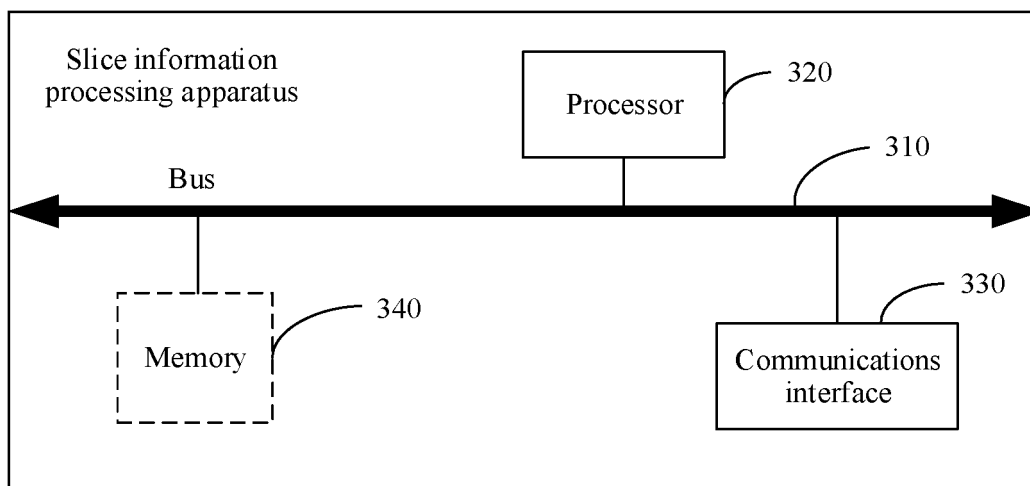 Slice information
processing apparatus
320
Processor
310
Bus
340
330
Memory
Communications
interface